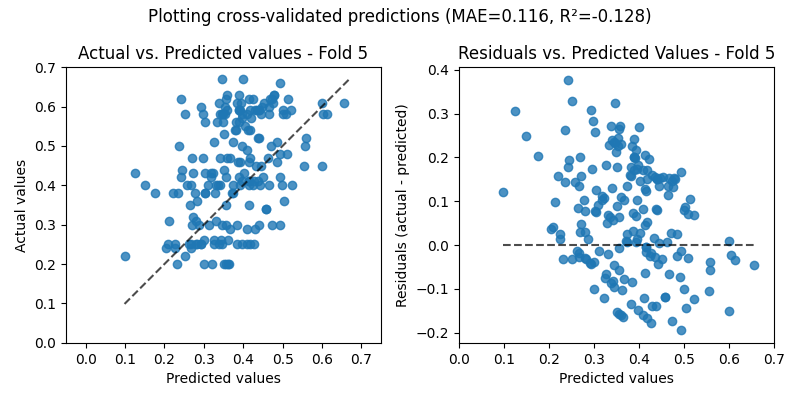 Plotting cross-validated predictions (MAE=0.116, R²=-0.128)
Actual vs. Predicted values - Fold 5
Residuals vs. Predicted Values - Fold 5
0.7
0.6
0.5
0.4
0.3
0.2
0.1
0.0
Actual values
0.0 0.1 0.2 0.3 0.4 0.5 0.6 0.7
Predicted values
0.4
0.3
0.2
0.1
0.0
−0.1
−0.2
Residuals (actual - predicted)
0.0 0.1 0.2 0.3 0.4 0.5 0.6 0.7
Predicted values